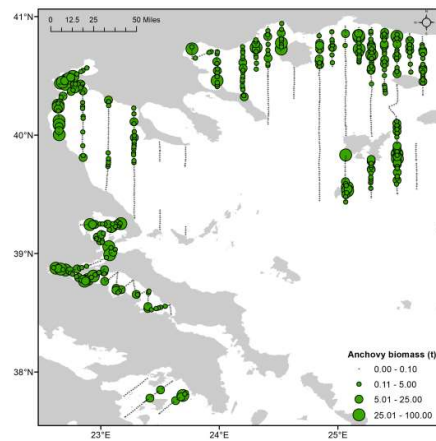 0 12.5 25 50 Miles
N
41°N
40°N
39°N
38°N
23°E 24°E 25°E
Anchovy biomass (t)
0.00 - 0.10
0.11 - 5.00
5.01 - 25.00
25.01 - 100.00